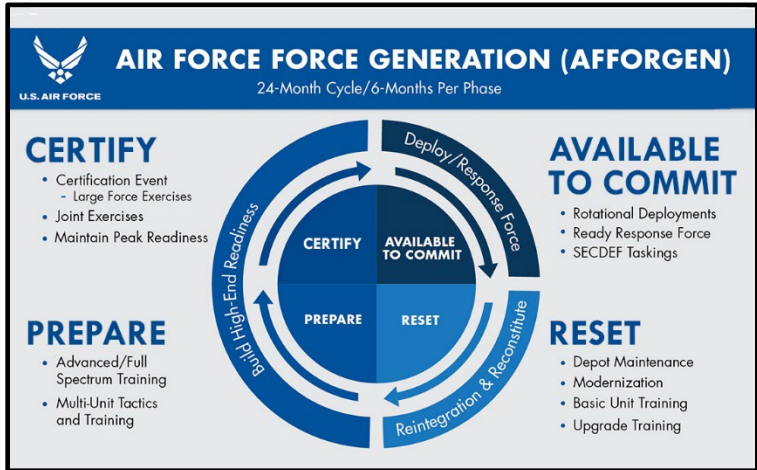 AIR FORCE FORCE GENERATION (AFFORGEN)
24-Month Cycle/6-Months Per Phase
U.S. AIR FORCE
CERTIFY
• Certification Event
- Large Force Exercises
• Joint Exercises
• Maintain Peak Readiness
PREPARE
• Advanced/Full
Spectrum Training
• Multi-Unit Tactics
and Training
Build High-End Readiness
Deploy/Response Force
Reintegration & Reconstitute
CERTIFY
AVAILABLE
TO COMMIT
PREPARE
RESET
AVAILABLE
TO COMMIT
• Rotational Deployments
• Ready Response Force
• SECDEF Taskings
RESET
• Depot Maintenance
• Modernization
• Basic Unit Training
• Upgrade Training